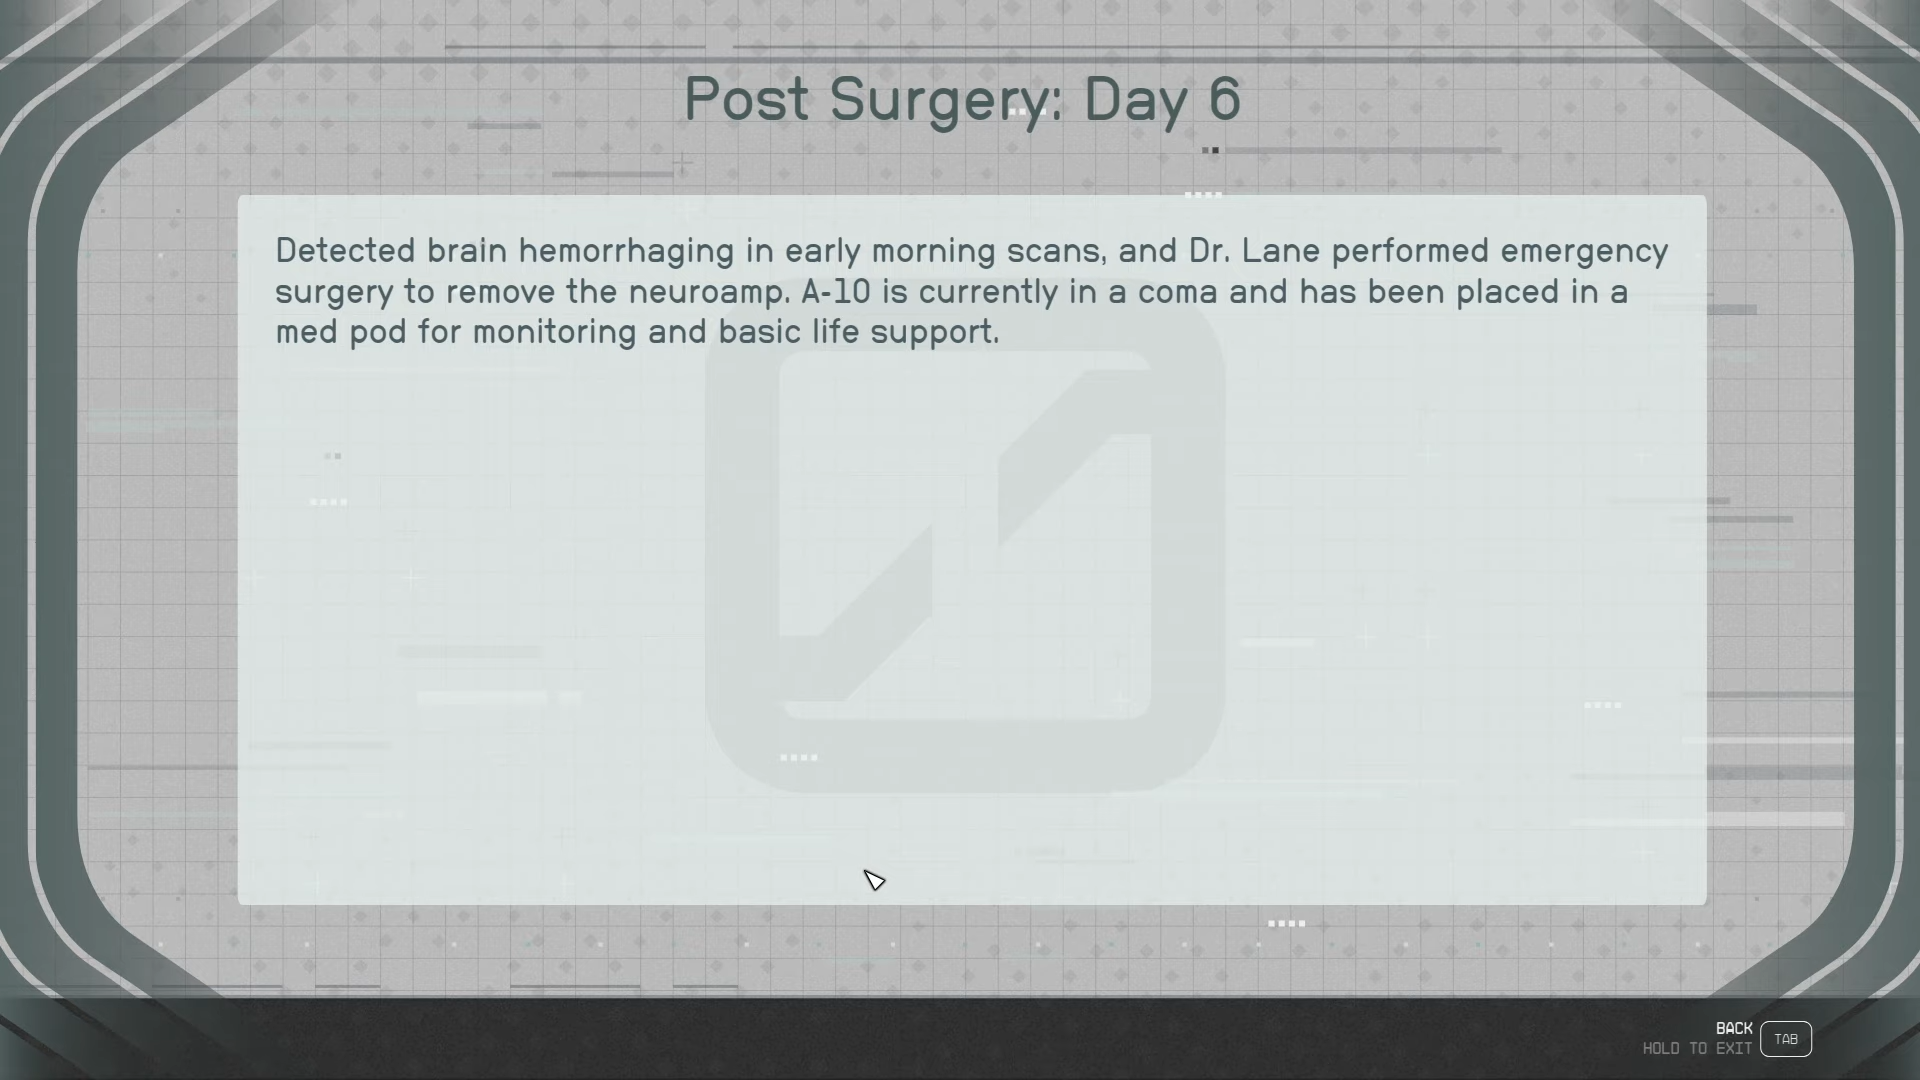 Post Surgery: Day 6
Detected brain hemorrhaging in early morning scans, and Dr. Lane performed emergency
surgery to remove the neuroamp. A-10 is currently in a coma and has been placed in a
med pod for monitoring and basic life support.
BACK
HOLD TO EXIT
TAB